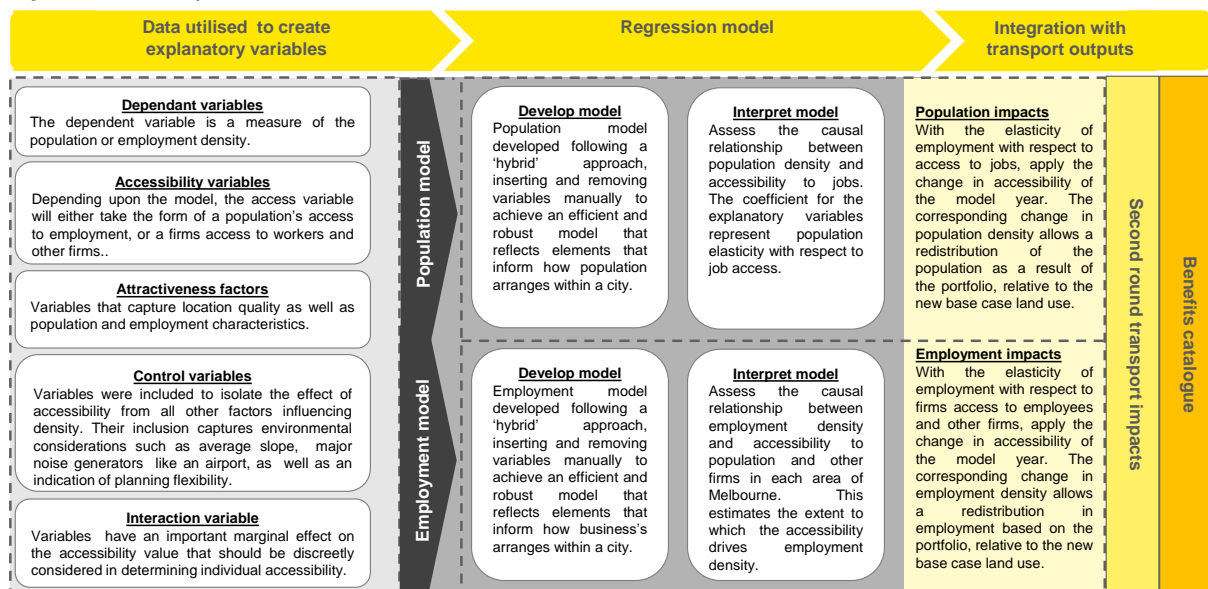 Data utilised to create
explanatory variables
Regression model
Integration with
transport outputs
Dependant variables
The dependent variable is a measure of the
population or employment density.
Accessibility variables
Depending upon the model, the access variable
will either take the form of a population's access
to employment, or a firms access to workers and
other firms..
Attractiveness factors
Variables that capture location quality as well as
population and employment characteristics.
Control variables
Variables were included to isolate the effect of
accessibility from all other factors influencing
density. Their inclusion captures environmental
considerations such as average slope, major
noise generators like an airport, as well as an
indication of planning flexibility.
Interaction variable
Variables have an important marginal effect on
the accessibility value that should be discreetly
considered in determining individual accessibility.
Population model
Develop model
Population model
developed following a
'hybrid' approach,
inserting and removing
variables manually to
achieve an efficient and
robust model that
reflects elements that
inform how population
arranges within a city.
Interpret model
Assess the causal
relationship between
population density and
accessibility to jobs.
The coefficient for the
explanatory variables
represent population
elasticity with respect to
job access.
Population impacts
With the elasticity of
employment with respect to
access to jobs, apply the
change in accessibility of
the model year. The
corresponding change in
population density allows a
redistribution of the
population as a result of
the portfolio, relative to the
new base case land use.
Employment model
Develop model
Employment model
developed following a
'hybrid' approach,
inserting and removing
variables manually to
achieve an efficient and
robust model that
reflects elements that
inform how business's
arranges within a city.
Interpret model
Assess the causal
relationship between
employment density
and accessibility to
population and other
firms in each area of
Melbourne. This
estimates the extent to
which the accessibility
drives employment
density.
Employment impacts
With the elasticity of
employment with respect to
firms access to employees
and other firms, apply the
change in accessibility of
the model year. The
corresponding change in
employment density allows
a redistribution in
employment based on the
portfolio, relative to the new
base case land use.
Second round transport impacts
Benefits catalogue